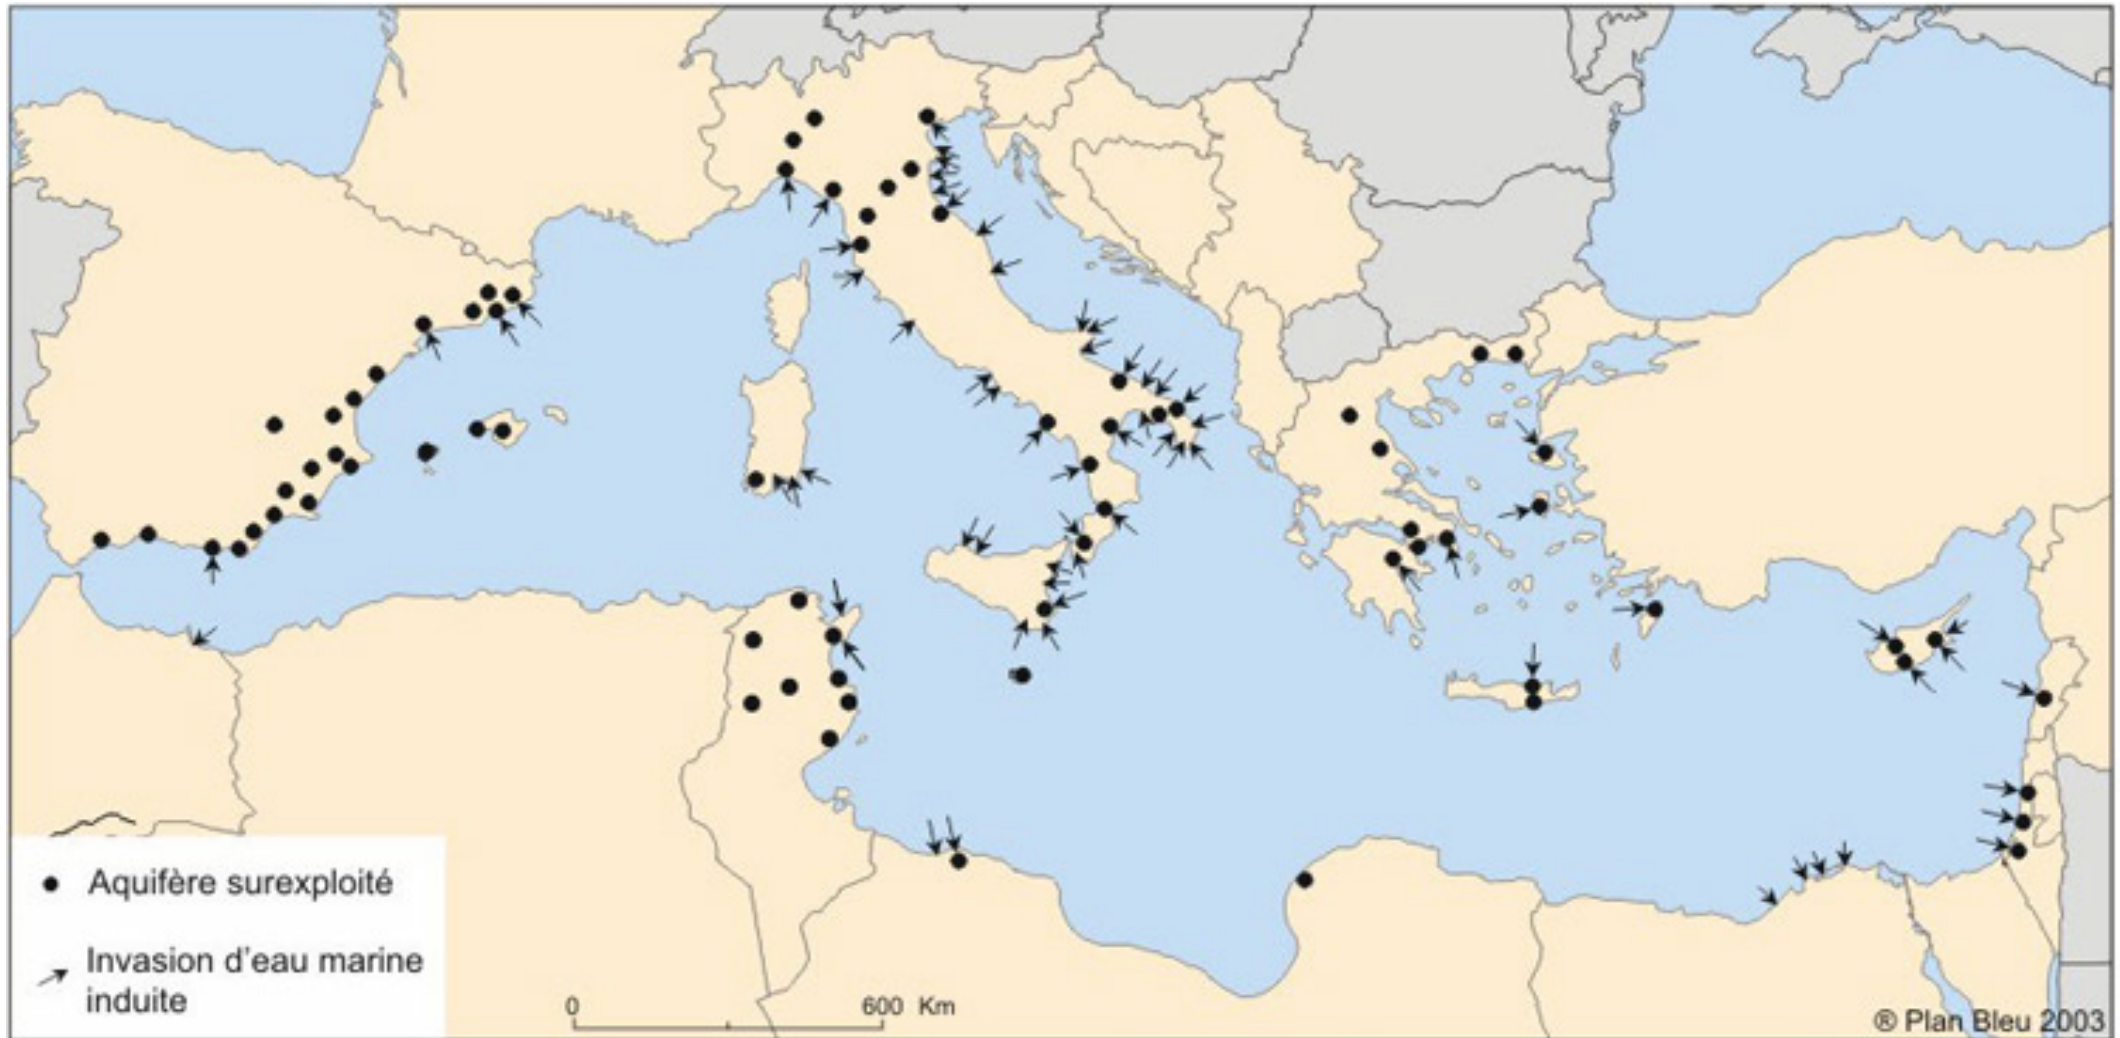 Aquifère surexploité
Invasion d'eau marine
induite
0 600 Km
® Plan Bleu 2003